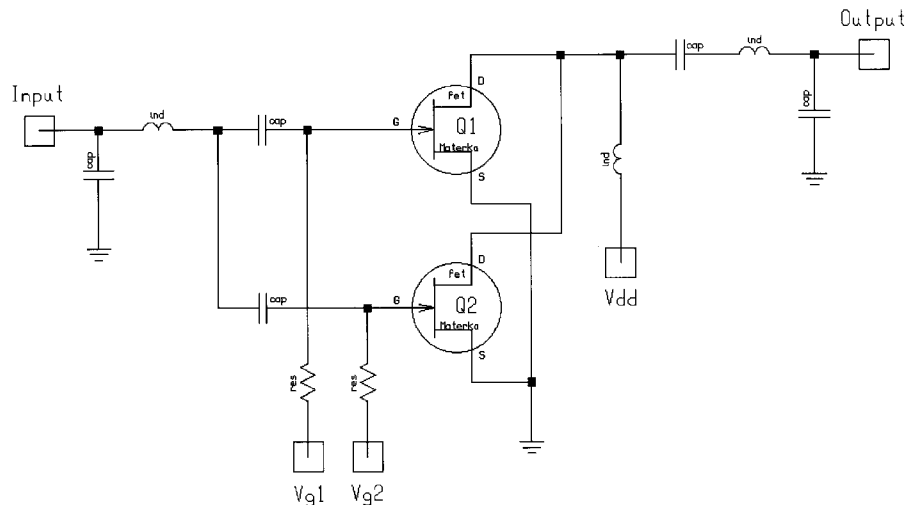 Output
cap
ind
Input
ind
cap
D
Fet
G
Q1
Materka
S
cap
cap
ind
D
Fet
cap
G
Q2
Materka
S
Vdd
res
res
Vg1
Vg2